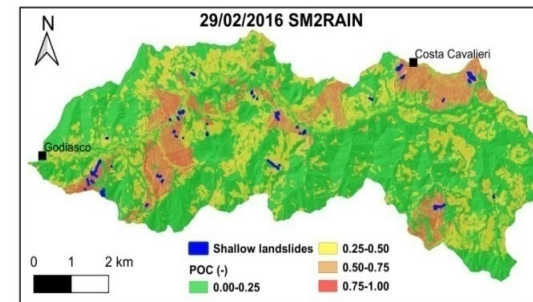 29/02/2016 SM2RAIN
N
Costa Cavalieri
Godiasco
Shallow landslides
POC (-)
0.00-0.25
0.25-0.50
0.50-0.75
0.75-1.00
0 1 2 km